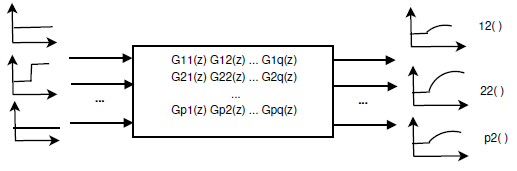 G11(z) G12(z) ... G1q(z)
G21(z) G22(z) ... G2q(z)
...
Gp1(z) Gp2(z) ... Gpq(z)
...
...
12( )
22( )
p2( )